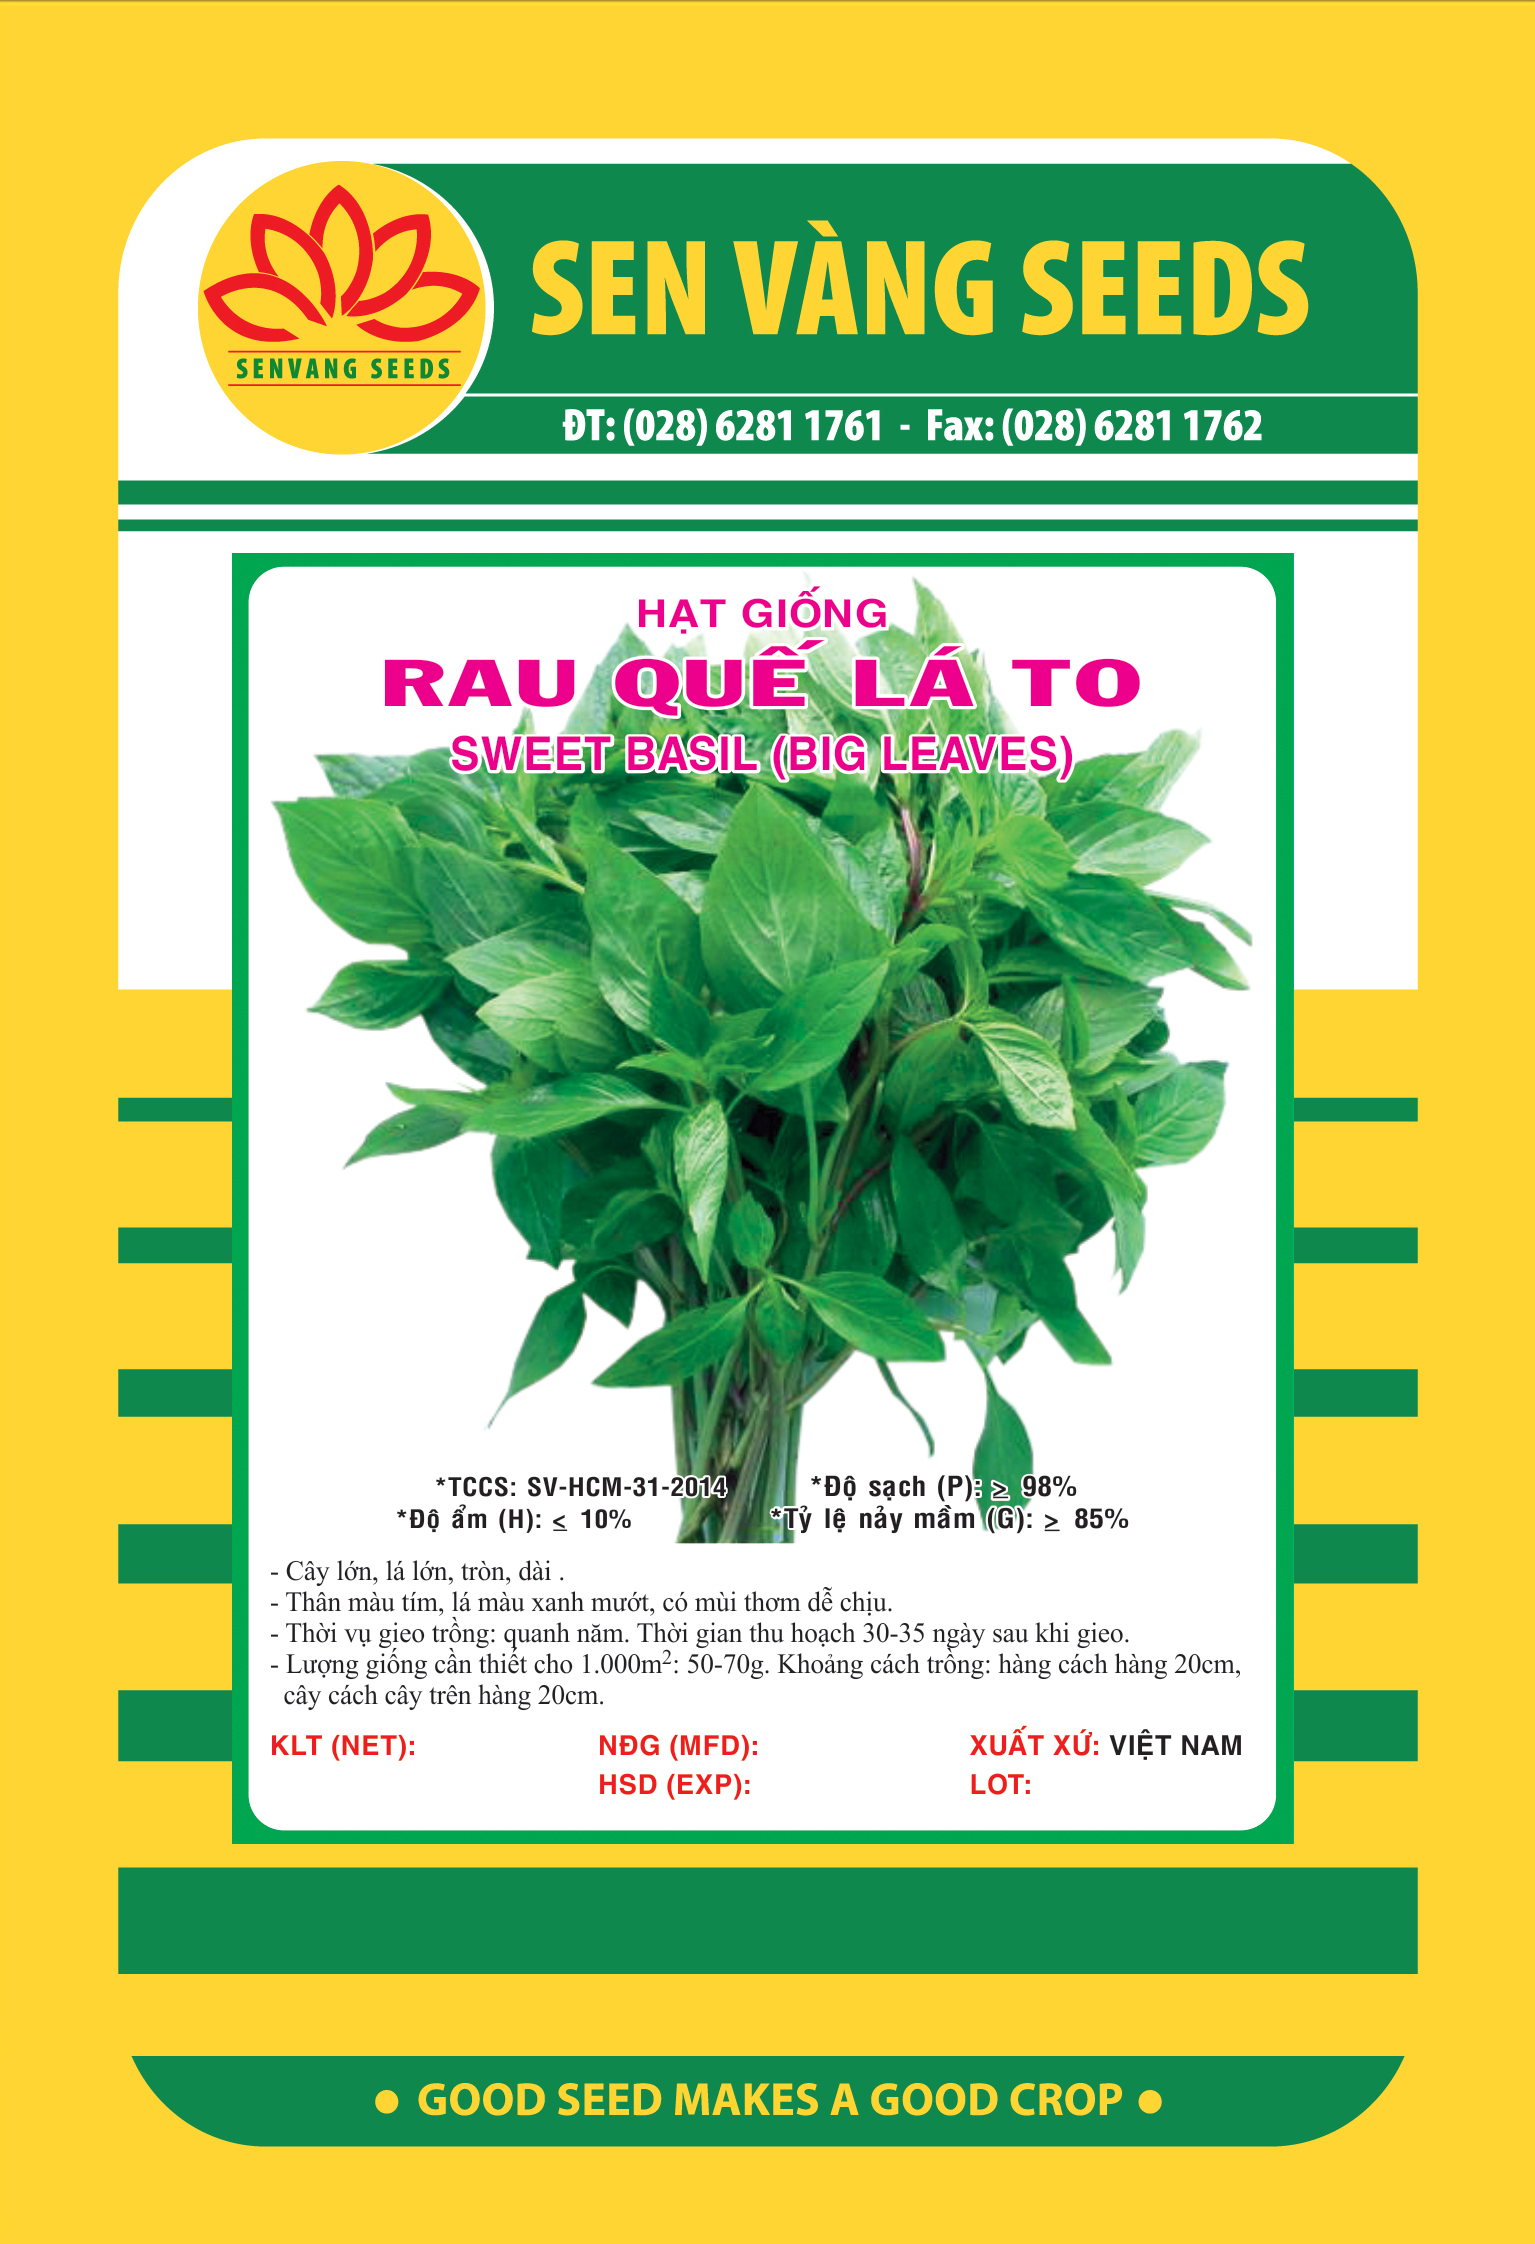 SENVANG SEEDS
SEN VÀNG SEEDS
ĐT: (028) 6281 1761 - Fax: (028) 6281 1762
HẠT GIỐNG
RAU QUẾ LÁ TO
SWEET BASIL (BIG LEAVES)
*TCCS: SV-HCM-31-2014 *Độ sạch (P): ≥ 98%
*Độ ẩm (H): ≤ 10% *Tỷ lệ nảy mầm (G): ≥ 85%
- Cây lớn, lá lớn, tròn, dài .
- Thân màu tím, lá màu xanh mướt, có mùi thơm dễ chịu.
- Thời vụ gieo trồng: quanh năm. Thời gian thu hoạch 30-35 ngày sau khi gieo.
- Lượng giống cần thiết cho 1.000m²: 50-70g. Khoảng cách trồng: hàng cách hàng 20cm,
cây cách cây trên hàng 20cm.
KLT (NET): NĐG (MFD): XUẤT XỨ: VIỆT NAM
HSD (EXP): LOT:
• GOOD SEED MAKES A GOOD CROP •